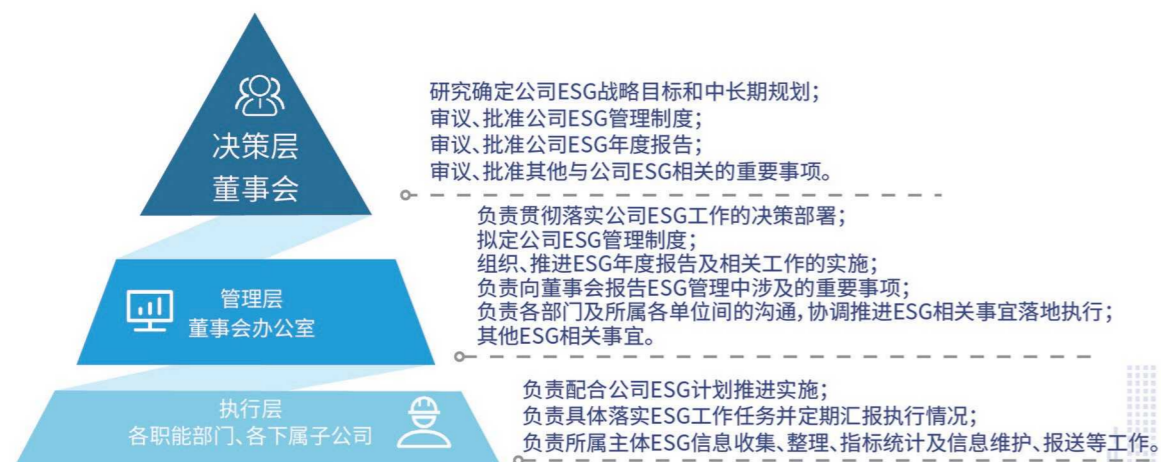 决策层
董事会
研究确定公司ESG战略目标和中长期规划；
审议、批准公司ESG管理制度；
审议、批准公司ESG年度报告；
审议、批准其他与公司ESG相关的重要事项。
管理层
董事会办公室
负责贯彻落实公司ESG工作的决策部署；
拟定公司ESG管理制度；
组织、推进ESG年度报告及相关工作的实施；
负责向董事会报告ESG管理中涉及的重要事项；
负责各部门及所属各单位间的沟通，协调推进ESG相关事宜落地执行；
其他ESG相关事宜。
执行层
各职能部门、各下属子公司
负责配合公司ESG计划推进实施；
负责具体落实ESG工作任务并定期汇报执行情况；
负责所属主体ESG信息收集、整理、指标统计及信息维护、报送等工作。